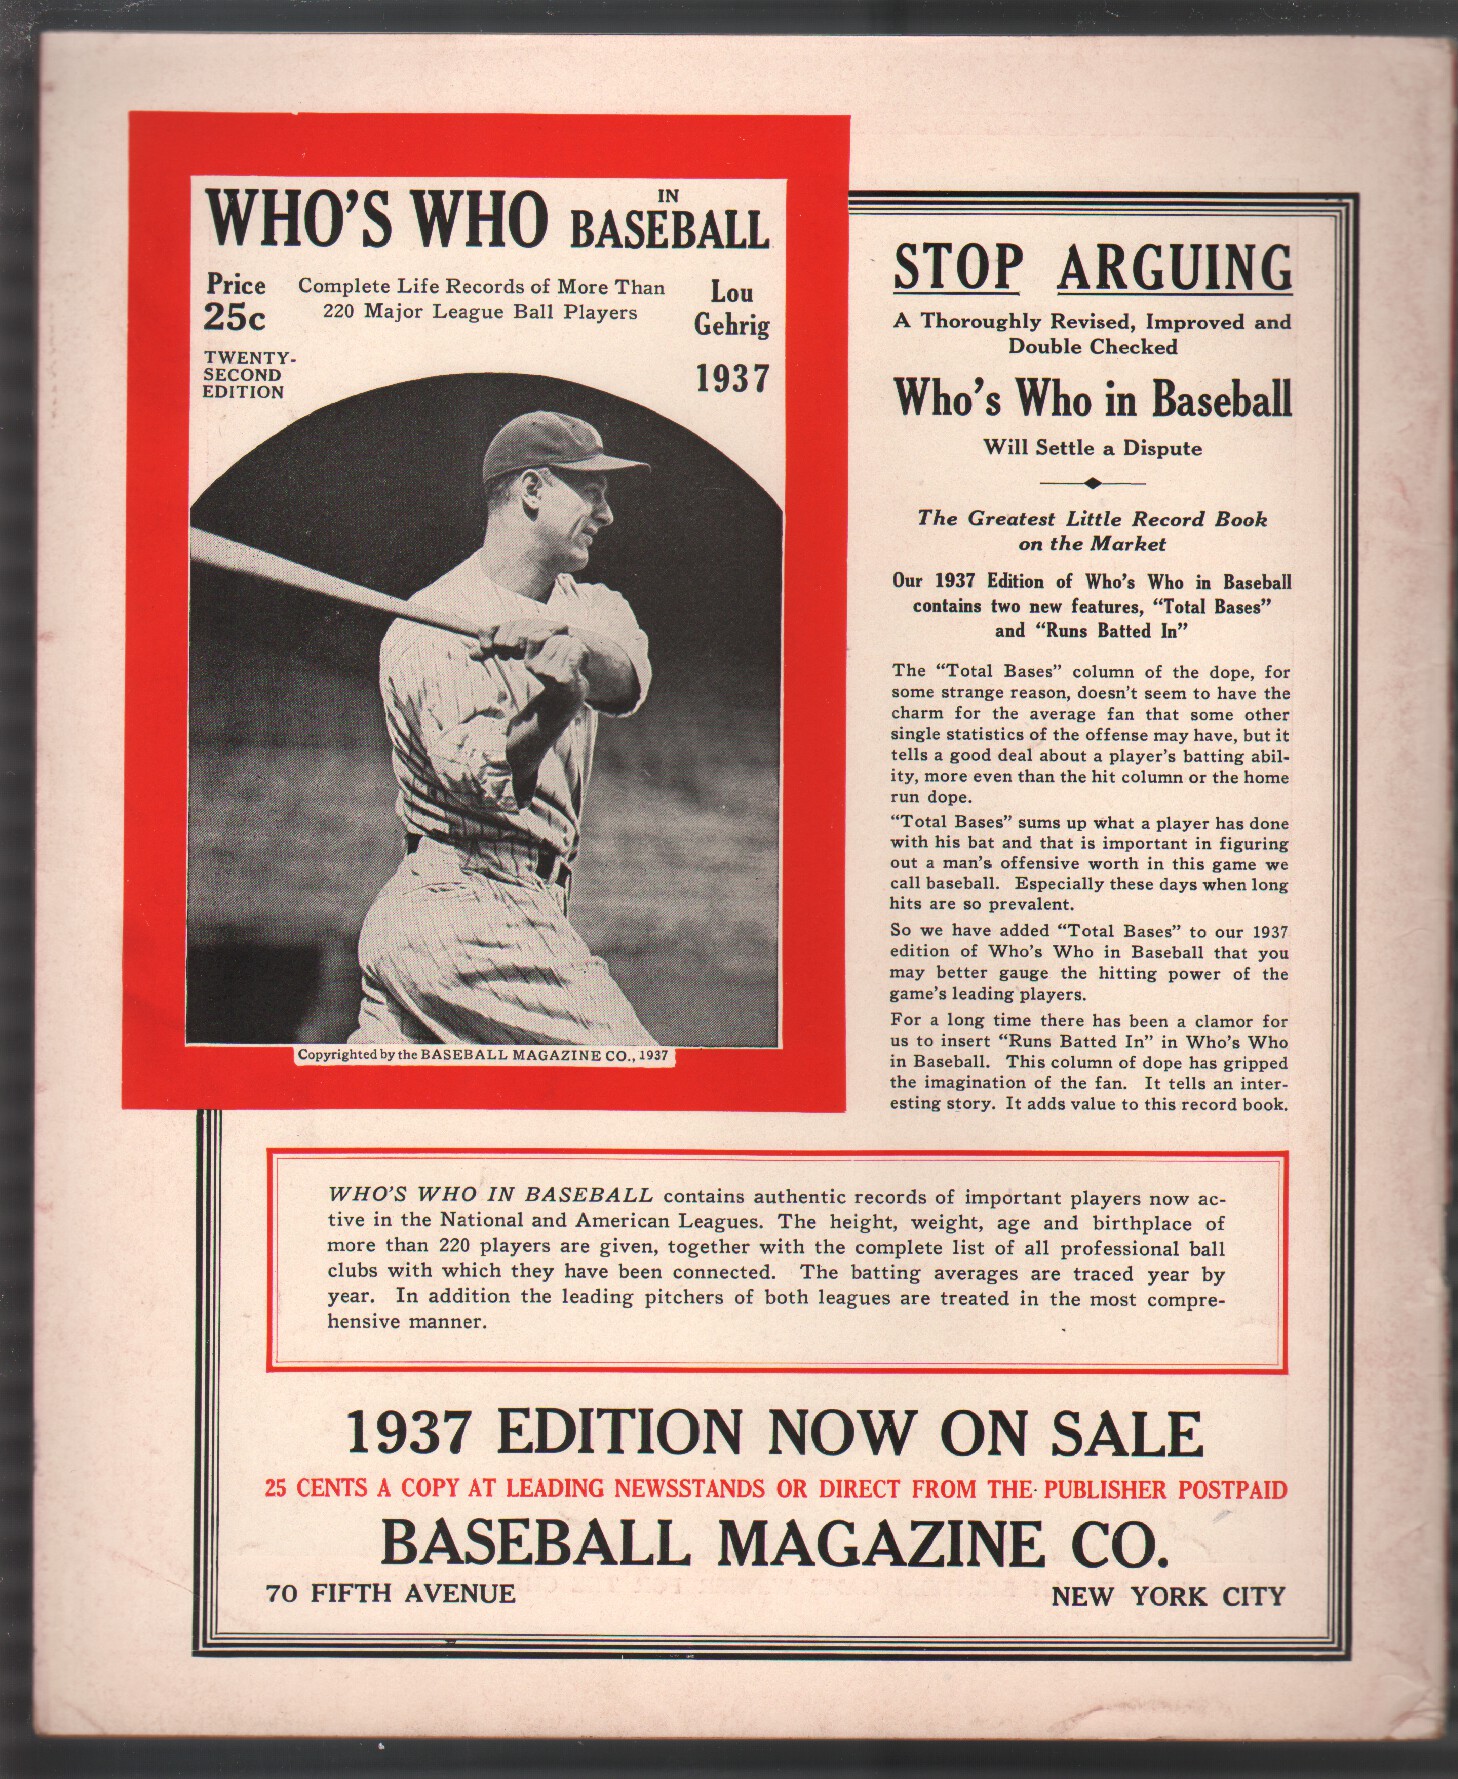 WHO'S WHO IN BASEBALL
Price
25c
TWENTY-
SECOND
EDITION
Complete Life Records of More Than
220 Major League Ball Players
Lou
Gehrig
1937
Copyrighted by the BASEBALL MAGAZINE CO., 1937
STOP ARGUING
A Thoroughly Revised, Improved and
Double Checked
Who's Who in Baseball
Will Settle a Dispute
The Greatest Little Record Book
on the Market
Our 1937 Edition of Who's Who in Baseball
contains two new features, "Total Bases"
and "Runs Batted In"
The "Total Bases" column of the dope, for
some strange reason, doesn't seem to have the
charm for the average fan that some other
single statistics of the offense may have, but it
tells a good deal about a player's batting abil-
ity, more even than the hit column or the home
run dope.
"Total Bases" sums up what a player has done
with his bat and that is important in figuring
out a man's offensive worth in this game we
call baseball. Especially these days when long
hits are so prevalent.
So we have added "Total Bases" to our 1937
edition of Who's Who in Baseball that you
may better gauge the hitting power of the
game's leading players.
For a long time there has been a clamor for
us to insert "Runs Batted In" in Who's Who
in Baseball. This column of dope has gripped
the imagination of the fan. It tells an inter-
esting story. It adds value to this record book.
WHO'S WHO IN BASEBALL contains authentic records of important players now ac-
tive in the National and American Leagues. The height, weight, age and birthplace of
more than 220 players are given, together with the complete list of all professional ball
clubs with which they have been connected. The batting averages are traced year by
year. In addition the leading pitchers of both leagues are treated in the most compre-
hensive manner.
1937 EDITION NOW ON SALE
25 CENTS A COPY AT LEADING NEWSSTANDS OR DIRECT FROM THE PUBLISHER POSTPAID
BASEBALL MAGAZINE CO.
70 FIFTH AVENUE NEW YORK CITY